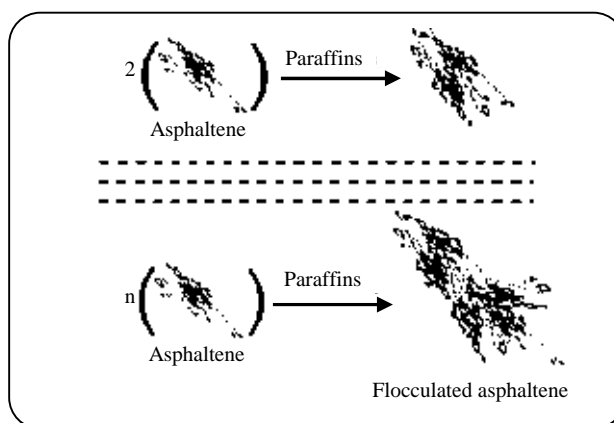 2
Paraffins
Asphaltene
n
Paraffins
Asphaltene
Flocculated asphaltene